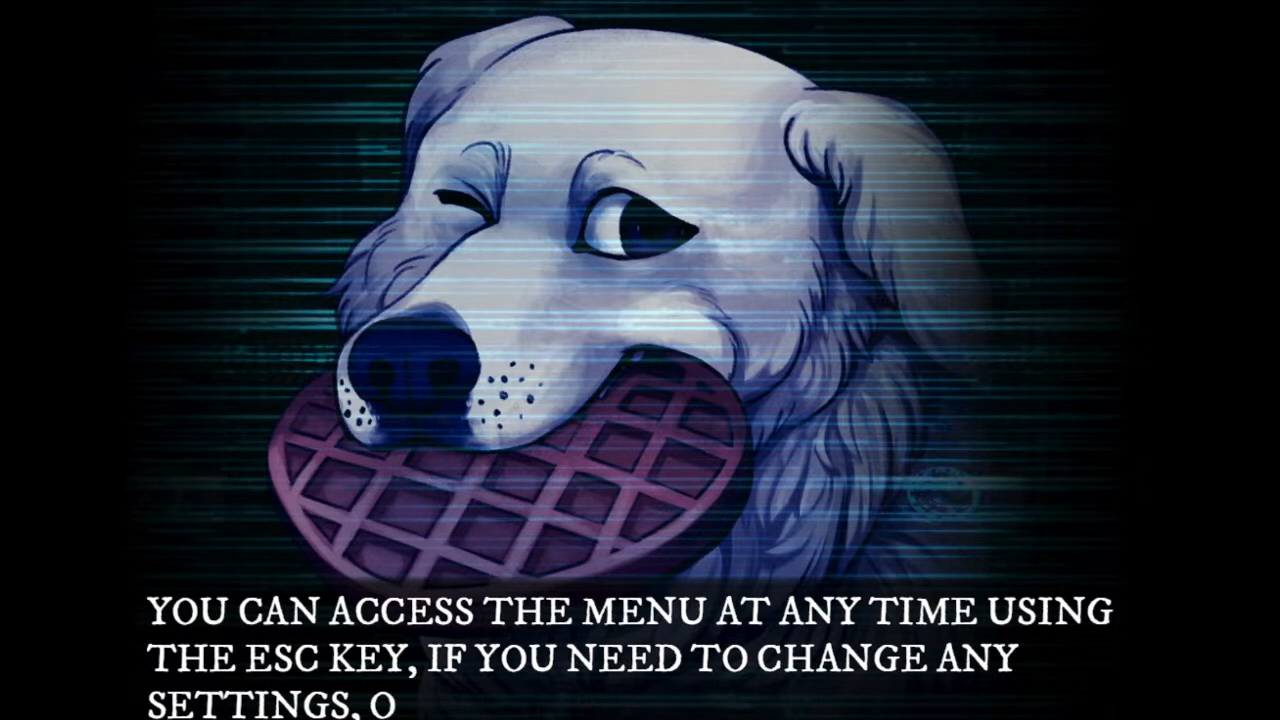 YOU CAN ACCESS THE MENU AT ANY TIME USING
THE ESC KEY, IF YOU NEED TO CHANGE ANY
SETTINGS, O